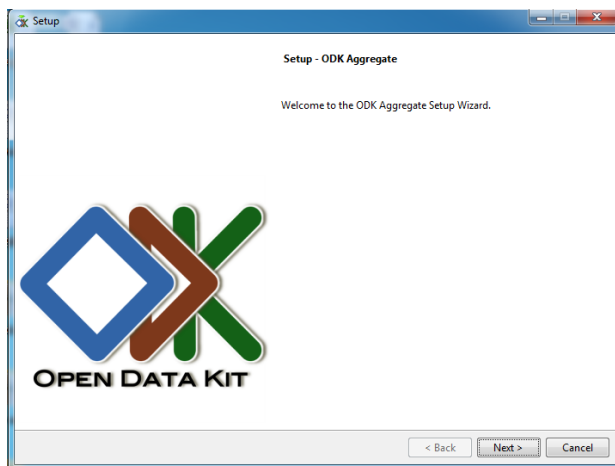 Setup
Setup - ODK Aggregate
Welcome to the ODK Aggregate Setup Wizard.
OPEN DATA KIT
< Back
Next >
Cancel